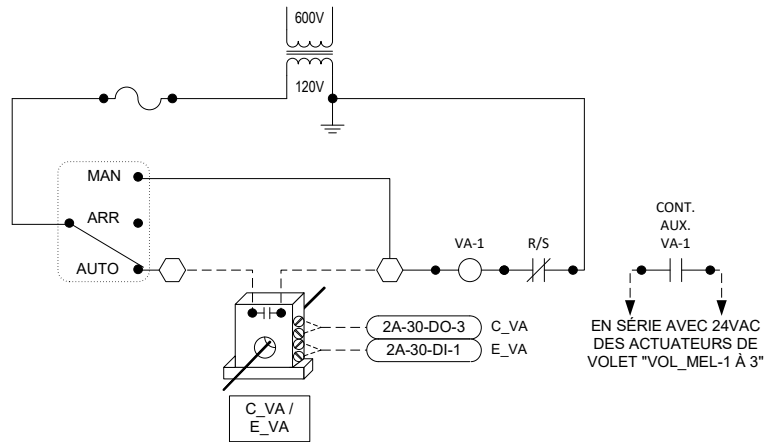 600V
120V
MAN
ARR
AUTO
VA-1
R/S
CONT.
AUX.
VA-1
2A-30-DO-3
C_VA
2A-30-DI-1
E_VA
C_VA /
E_VA
EN SÉRIE AVEC 24VAC
DES ACTUATEURS DE
VOLET "VOL_MEL-1 À 3"